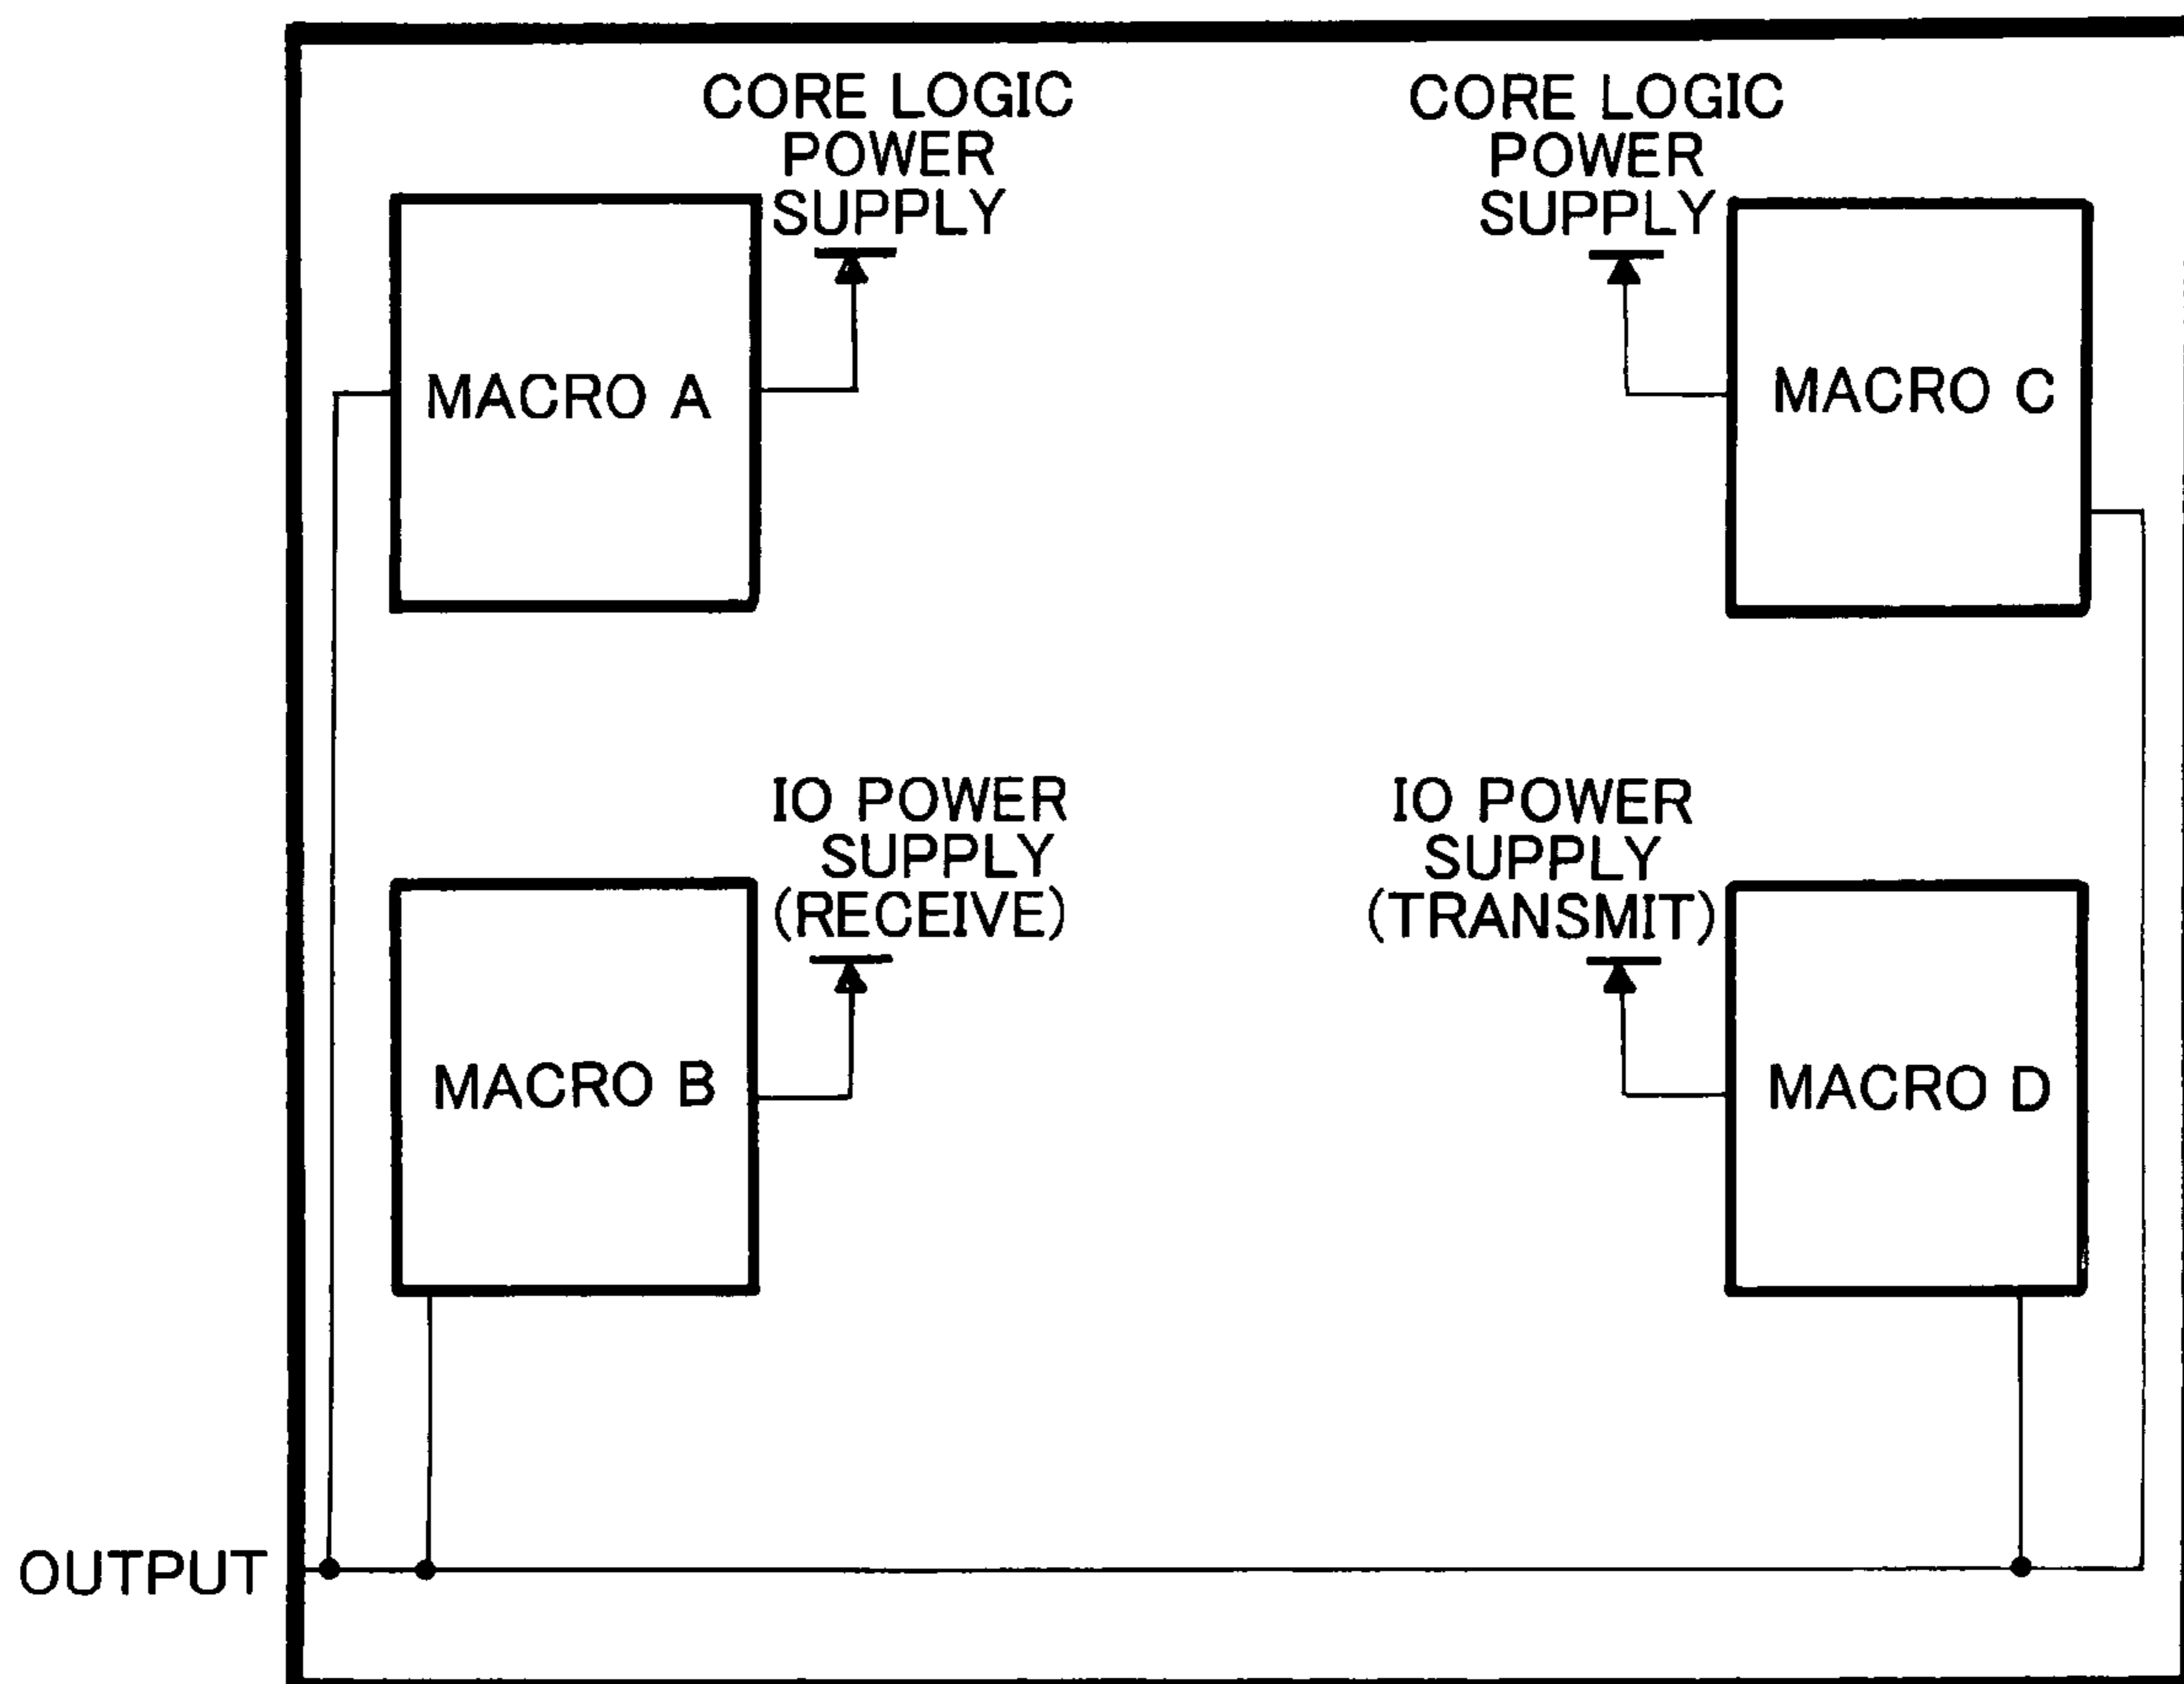 CORE LOGIC
POWER
SUPPLY
CORE LOGIC
POWER
SUPPLY
MACRO A
MACRO C
IO POWER
SUPPLY
(RECEIVE)
IO POWER
SUPPLY
(TRANSMIT)
MACRO B
MACRO D
OUTPUT